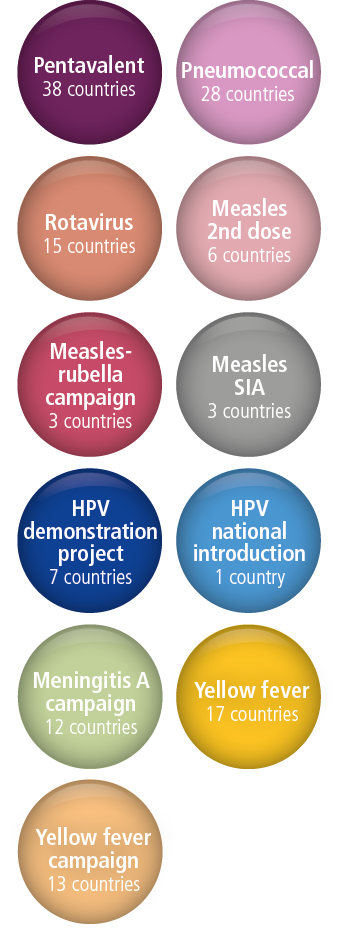 Pentavalent
38 countries
Pneumococcal
28 countries
Rotavirus
15 countries
Measles
2nd dose
6 countries
Measles-
rubella
campaign
3 countries
Measles
SIA
3 countries
HPV
demonstration
project
7 countries
HPV
national
introduction
1 country
Meningitis A
campaign
12 countries
Yellow fever
17 countries
Yellow fever
campaign
13 countries